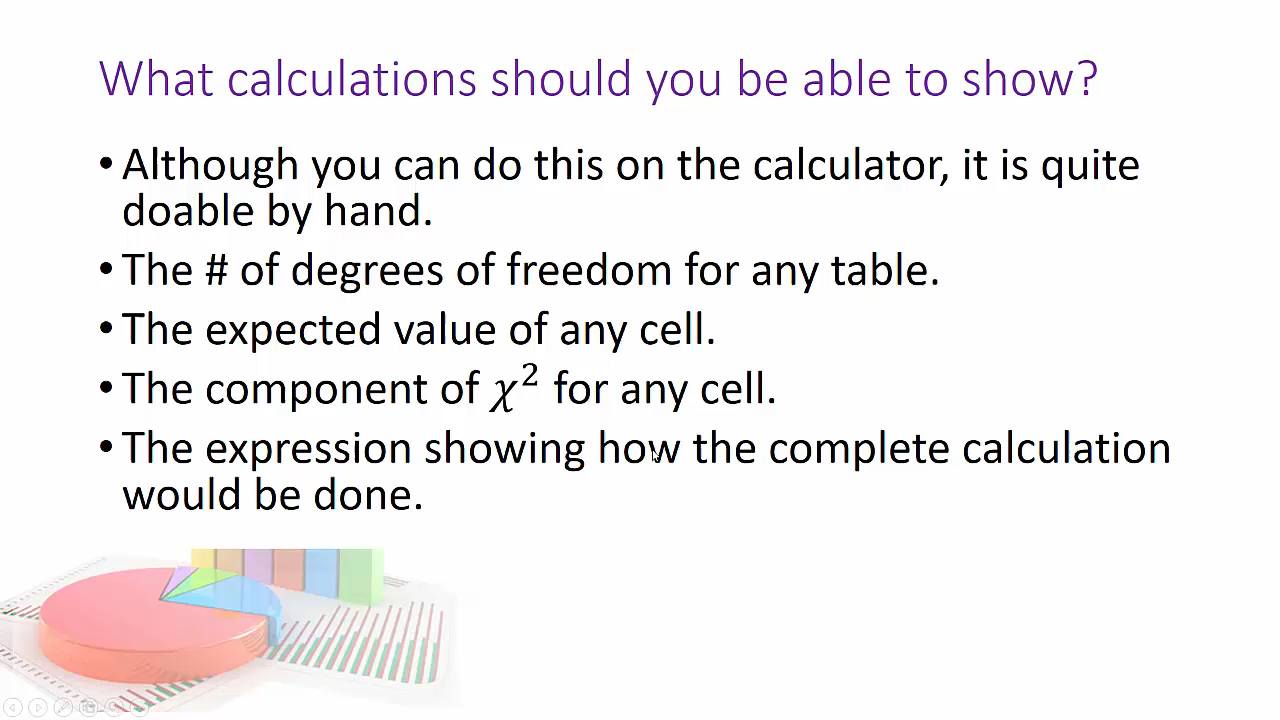 What calculations should you be able to show?
• Although you can do this on the calculator, it is quite
doable by hand.
• The # of degrees of freedom for any table.
• The expected value of any cell.
• The component of χ² for any cell.
• The expression showing how the complete calculation
would be done.